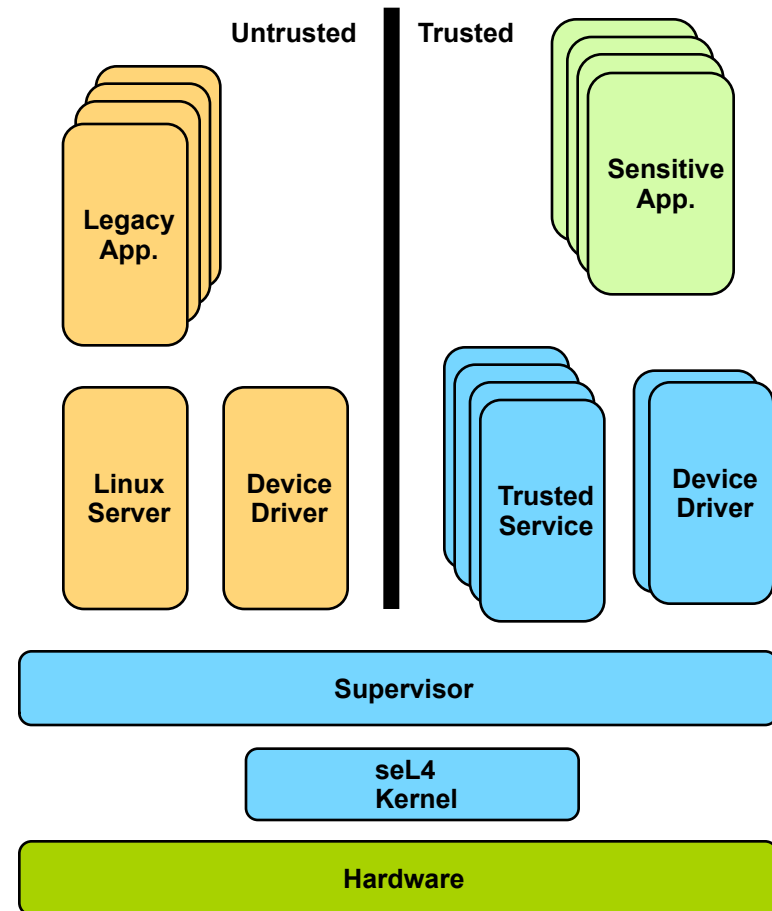 Untrusted
Trusted
Legacy
App.
Sensitive
App.
Linux
Server
Device
Driver
Trusted
Service
Device
Driver
Supervisor
seL4
Kernel
Hardware